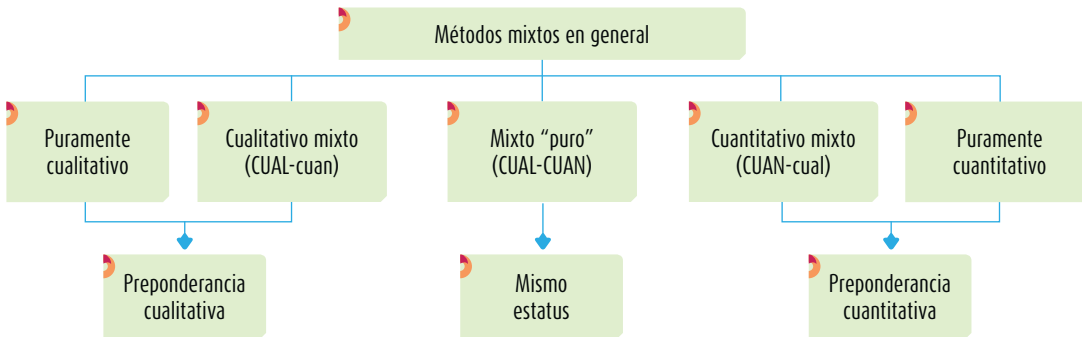 Métodos mixtos en general
Puramente
cualitativo
Cualitativo mixto
(CUAL-cuan)
Mixto “puro”
(CUAL-CUAN)
Cuantitativo mixto
(CUAN-cual)
Puramente
cuantitativo
Preponderancia
cualitativa
Mismo
estatus
Preponderancia
cuantitativa